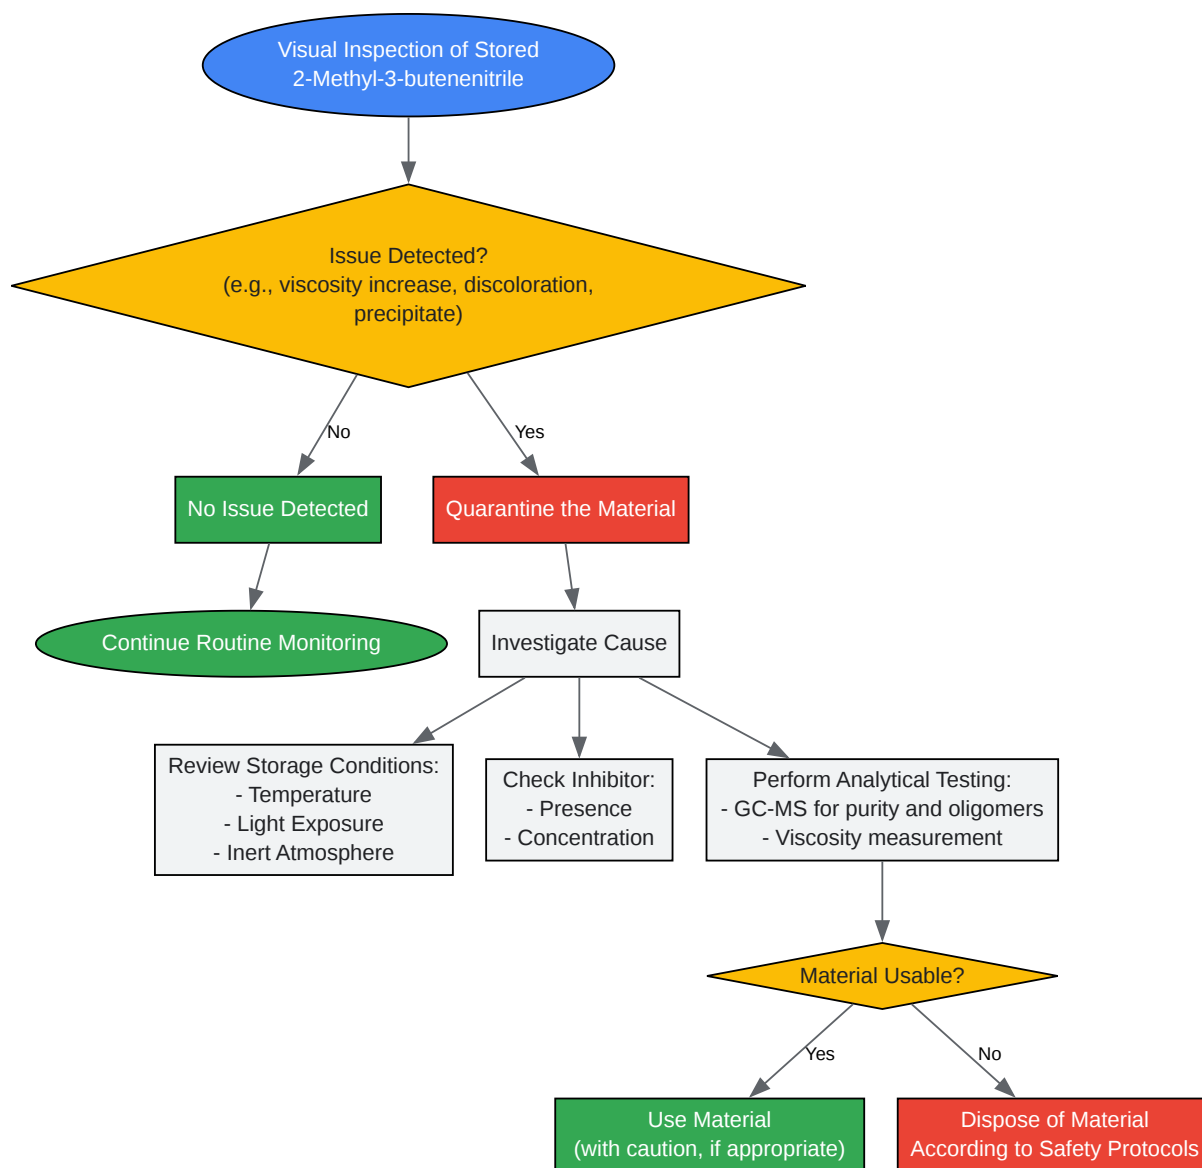 Visual Inspection of Stored
2-Methyl-3-butenenitrile
Issue Detected?
(e.g., viscosity increase, discoloration,
precipitate)
No
Yes
No Issue Detected
Quarantine the Material
Continue Routine Monitoring
Investigate Cause
Review Storage Conditions:
- Temperature
- Light Exposure
- Inert Atmosphere
Check Inhibitor:
- Presence
- Concentration
Perform Analytical Testing:
- GC-MS for purity and oligomers
- Viscosity measurement
Material Usable?
Yes
No
Use Material
(with caution, if appropriate)
Dispose of Material
According to Safety Protocols